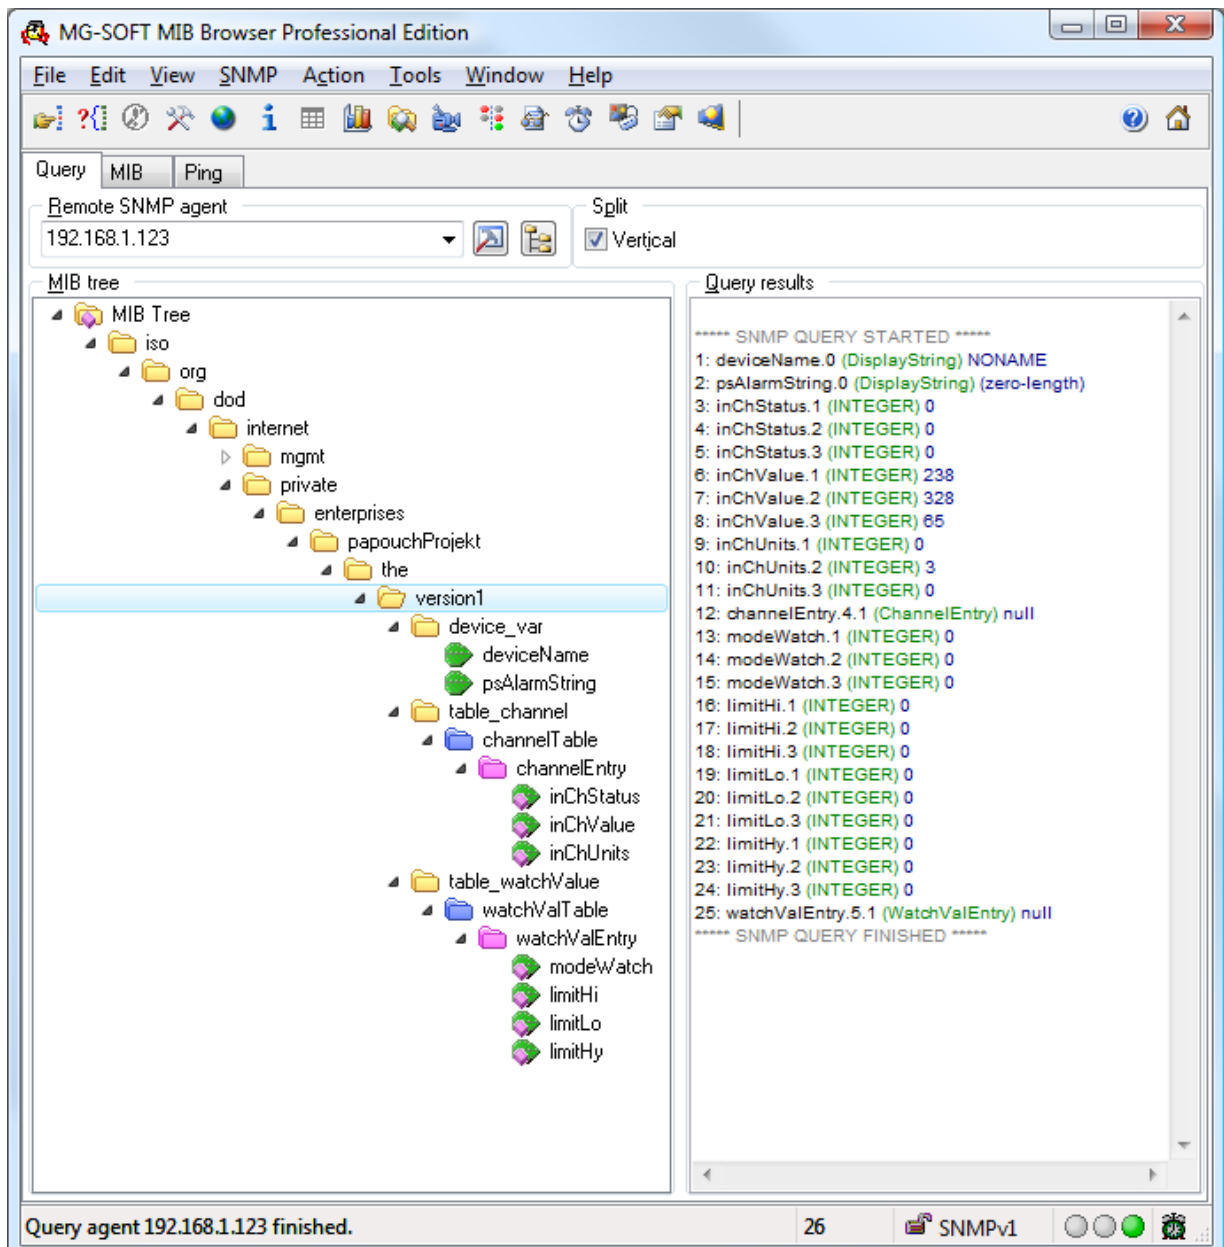 MG-SOFT MIB Browser Professional Edition
File Edit View SNMP Action Tools Window Help
Query MIB Ping
Remote SNMP agent
192.168.1.123
Split
Vertical
MIB tree
MIB Tree
iso
org
dod
internet
mgmt
private
enterprises
papouchProjekt
the
version1
device_var
deviceName
psAlarmString
table_channel
channelTable
channelEntry
inChStatus
inChValue
inChUnits
table_watchValue
watchValTable
watchValEntry
modeWatch
limitHi
limitLo
limitHy
Query results
***** SNMP QUERY STARTED *****
1: deviceName.0 (DisplayString) NONAME
2: psAlarmString.0 (DisplayString) (zero-length)
3: inChStatus.1 (INTEGER) 0
4: inChStatus.2 (INTEGER) 0
5: inChStatus.3 (INTEGER) 0
6: inChValue.1 (INTEGER) 238
7: inChValue.2 (INTEGER) 328
8: inChValue.3 (INTEGER) 65
9: inChUnits.1 (INTEGER) 0
10: inChUnits.2 (INTEGER) 3
11: inChUnits.3 (INTEGER) 0
12: channelEntry.4.1 (ChannelEntry) null
13: modeWatch.1 (INTEGER) 0
14: modeWatch.2 (INTEGER) 0
15: modeWatch.3 (INTEGER) 0
16: limitHi.1 (INTEGER) 0
17: limitHi.2 (INTEGER) 0
18: limitHi.3 (INTEGER) 0
19: limitLo.1 (INTEGER) 0
20: limitLo.2 (INTEGER) 0
21: limitLo.3 (INTEGER) 0
22: limitHy.1 (INTEGER) 0
23: limitHy.2 (INTEGER) 0
24: limitHy.3 (INTEGER) 0
25: watchValEntry.5.1 (WatchValEntry) null
***** SNMP QUERY FINISHED *****
Query agent 192.168.1.123 finished. 26 SNMPv1